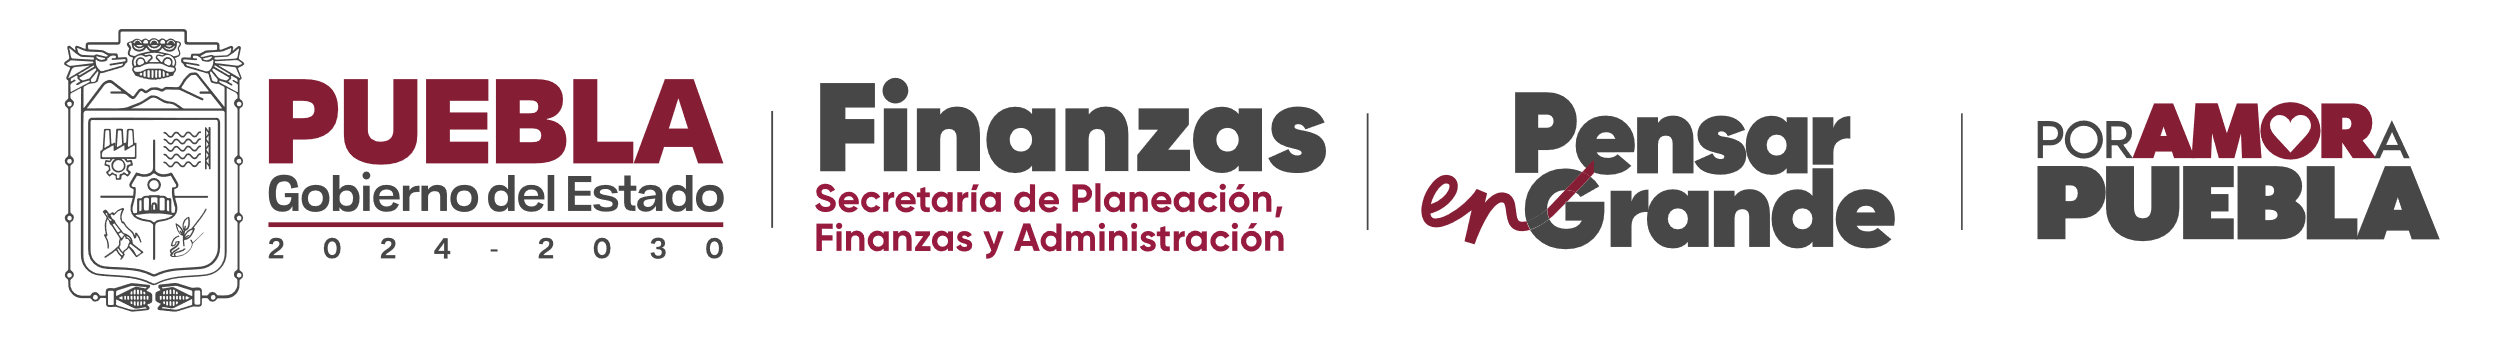 PUEBLA
Gobierno del Estado
2024-2030
Finanzas
Secretaría de Planeación,
Finanzas y Administración
Pensar
en Grande
POR AMOR A
PUEBLA